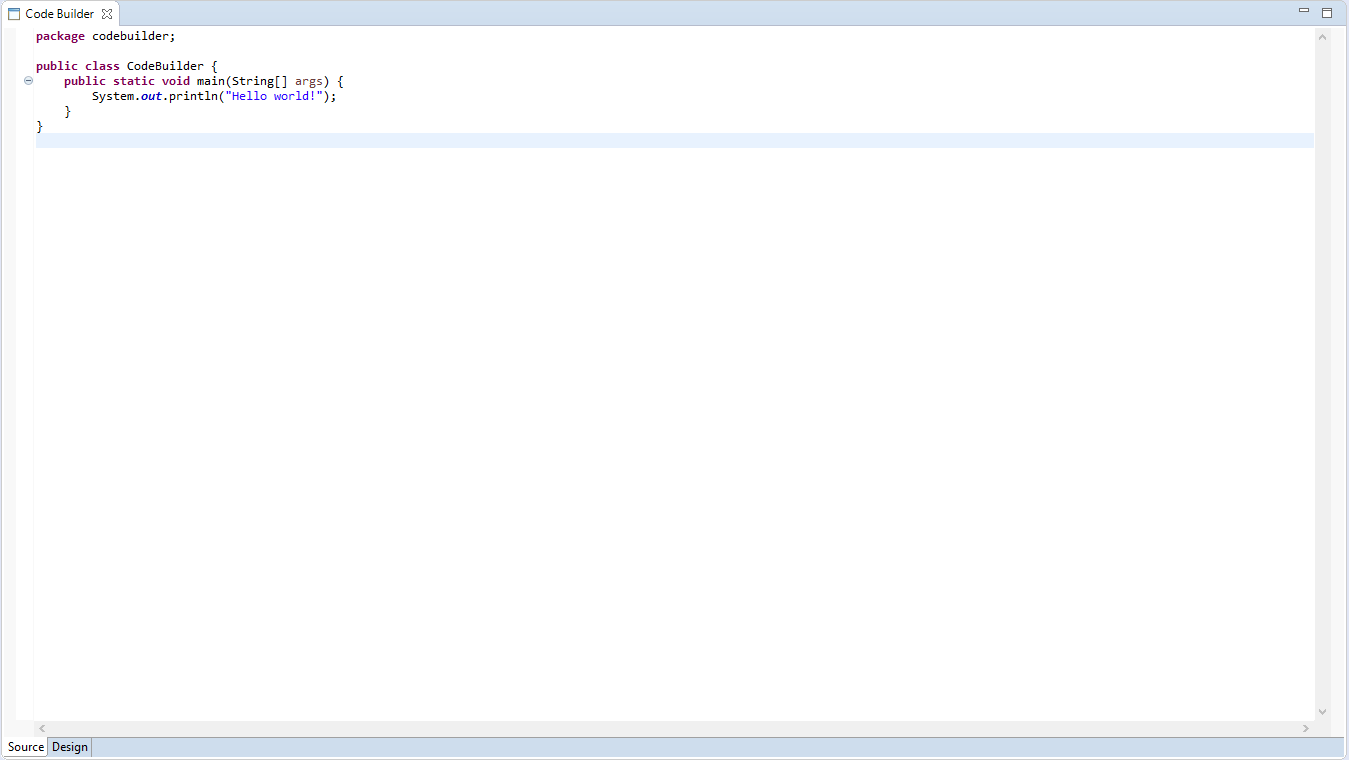 Code Builder
package codebuilder;
public class CodeBuilder {
public static void main(String[] args) {
System.out.println("Hello world!");
}
}
Source Design